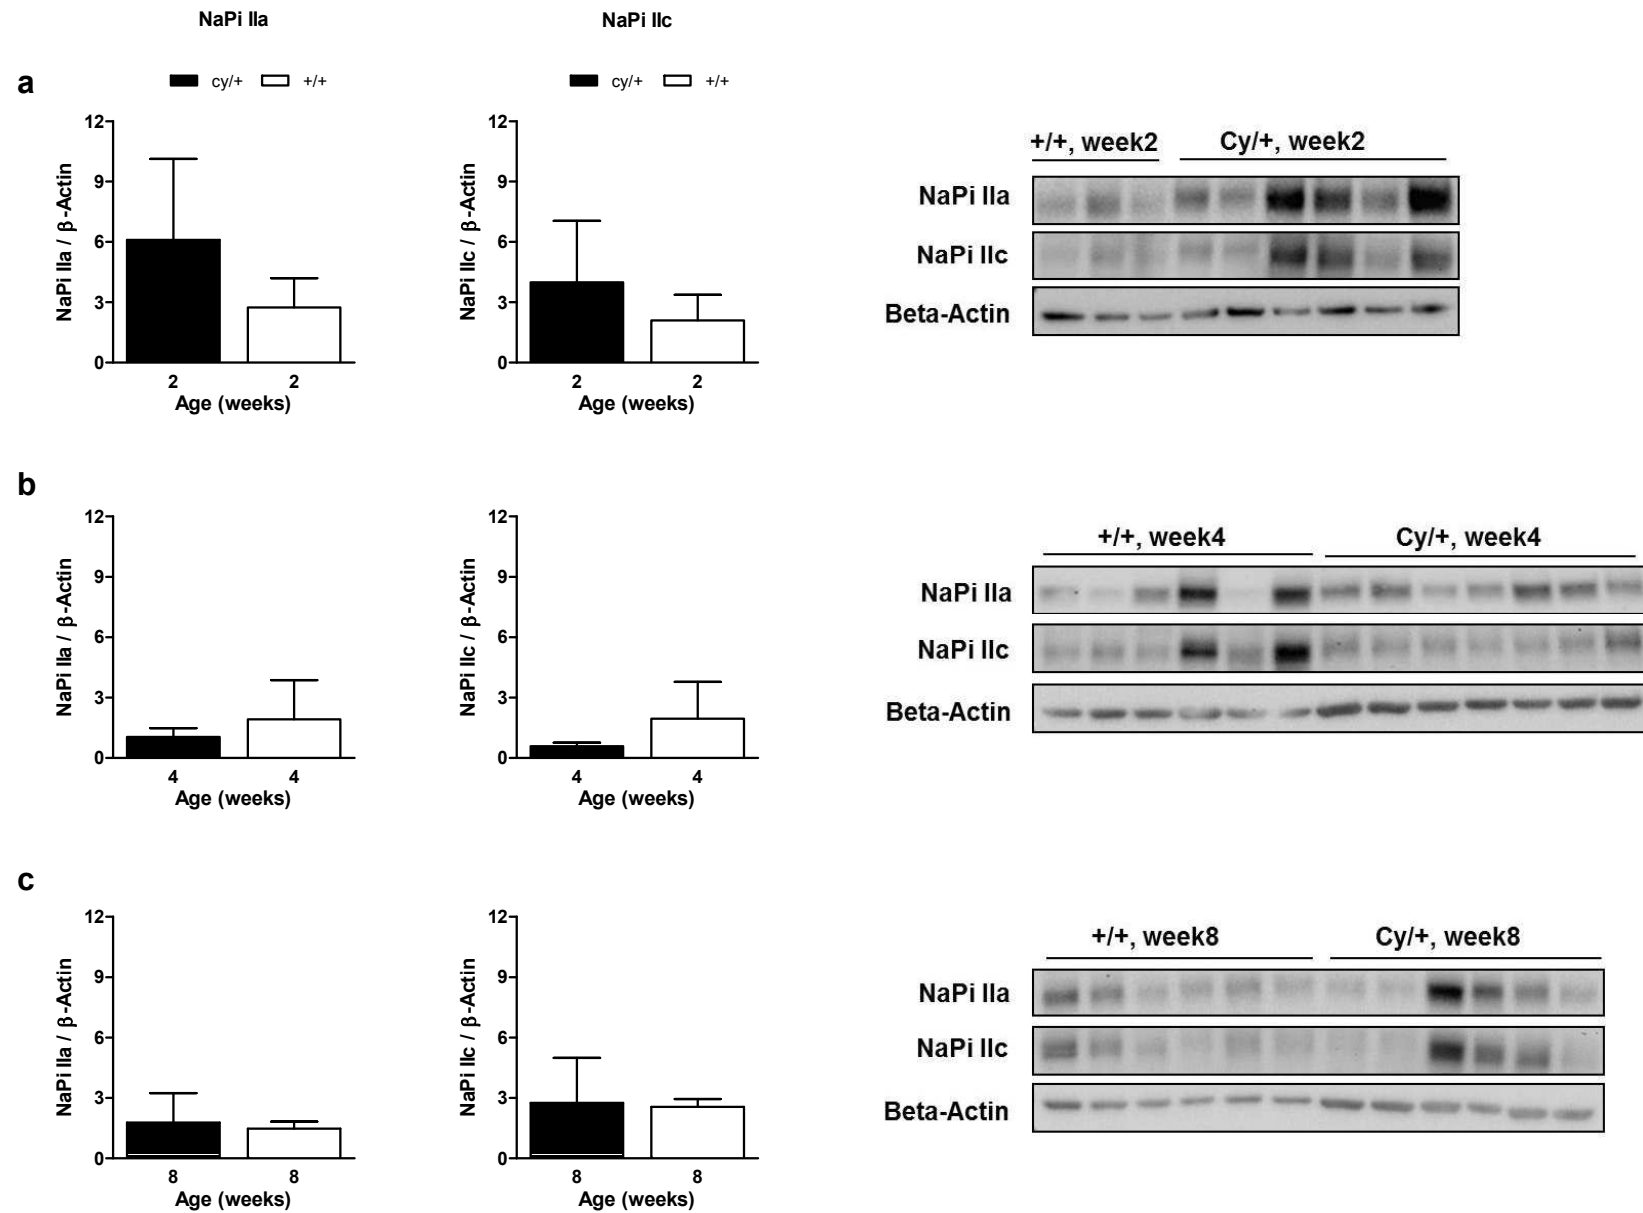 NaPi IIa
NaPi IIc
a
cy/+ +/+
cy/+ +/+
NaPi IIa / β-Actin
12
9
6
3
0
2 2
Age (weeks)
NaPi IIc / β-Actin
12
9
6
3
0
2 2
Age (weeks)
+/+, week2 Cy/+, week2
NaPi IIa
NaPi IIc
Beta-Actin
b
NaPi IIa / β-Actin
12
9
6
3
0
4 4
Age (weeks)
NaPi IIc / β-Actin
12
9
6
3
0
4 4
Age (weeks)
+/+, week4 Cy/+, week4
NaPi IIa
NaPi IIc
Beta-Actin
c
NaPi IIa / β-Actin
12
9
6
3
0
8 8
Age (weeks)
NaPi IIc / β-Actin
12
9
6
3
0
8 8
Age (weeks)
+/+, week8 Cy/+, week8
NaPi IIa
NaPi IIc
Beta-Actin